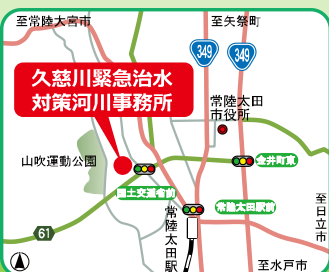 至常陸大宮市
至矢祭町
349
349
久慈川緊急治水
対策河川事務所
常陸太田
市役所
山吹運動公園
金井町東
国土交通省前
常陸太田駅前
61
常陸太田駅
至日立市
至水戸市